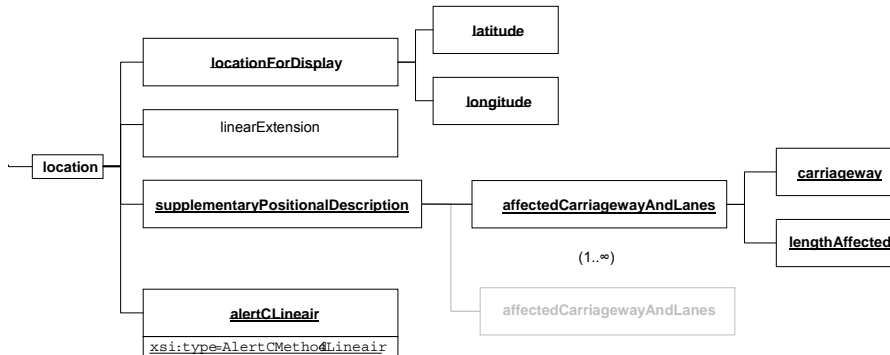 latitude
locationForDisplay
longitude
linearExtension
location
carriageway
supplementaryPositionalDescription
affectedCarriagewayAndLanes
lengthAffected
(1..∞)
affectedCarriagewayAndLanes
alertCLineair
xsi:type=AlertCMethod4Lineair